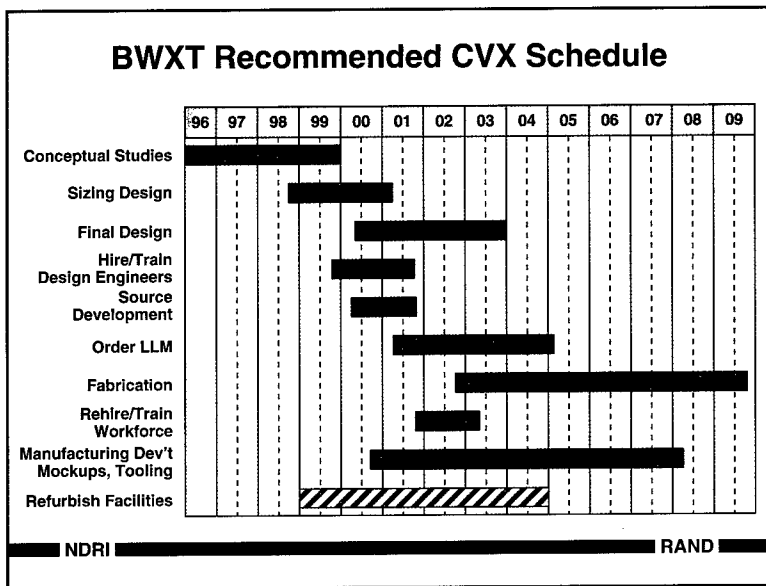 BWXT Recommended CVX Schedule
96 97 98 99 00 01 02 03 04 05 06 07 08 09
Conceptual Studies
Sizing Design
Final Design
Hire/Train
Design Engineers
Source
Development
Order LLM
Fabrication
Rehire/Train
Workforce
Manufacturing Dev't
Mockups, Tooling
Refurbish Facilities
NDRI RAND